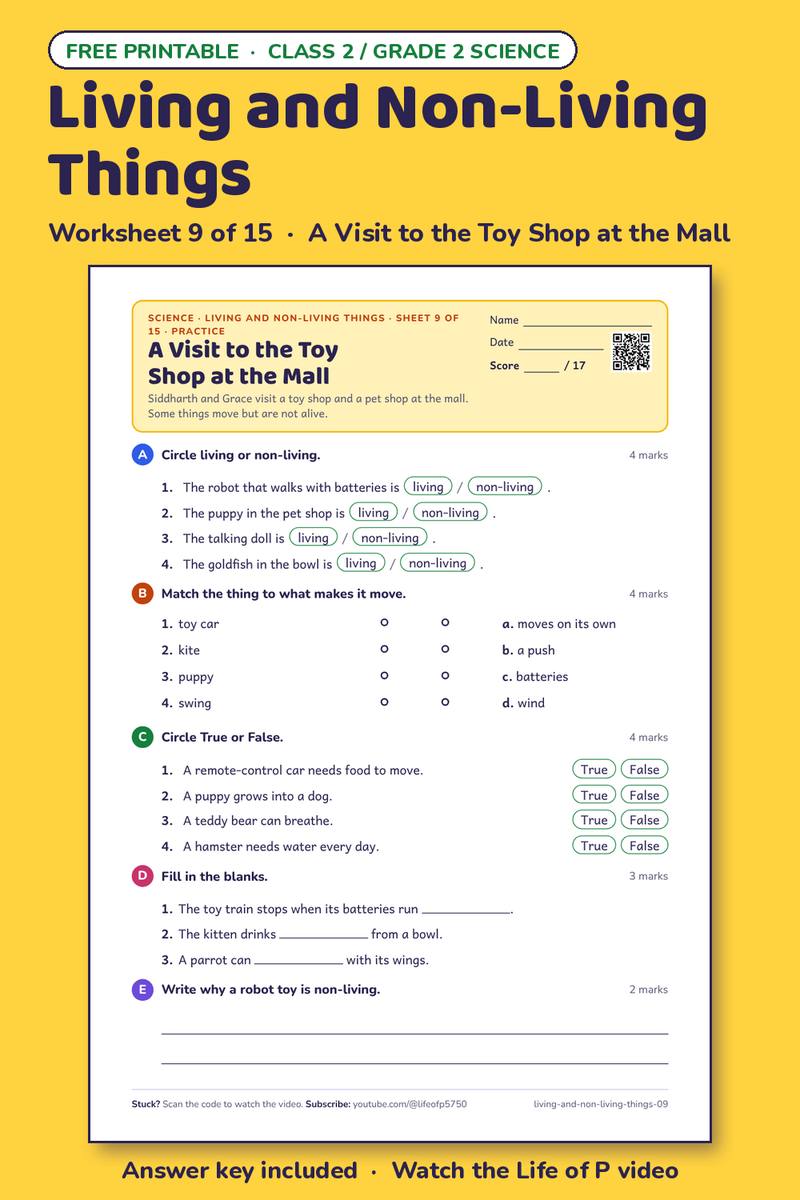 FREE PRINTABLE · CLASS 2 / GRADE 2 SCIENCE
Living and Non-Living
Things
Worksheet 9 of 15 · A Visit to the Toy Shop at the Mall
SCIENCE · LIVING AND NON-LIVING THINGS · SHEET 9 OF
15 · PRACTICE
A Visit to the Toy
Shop at the Mall
Siddharth and Grace visit a toy shop and a pet shop at the mall.
Some things move but are not alive.
Name ____________
Date ____________
Score _____ / 17
A Circle living or non-living. 4 marks
1. The robot that walks with batteries is living / non-living .
2. The puppy in the pet shop is living / non-living .
3. The talking doll is living / non-living .
4. The goldfish in the bowl is living / non-living .
B Match the thing to what makes it move. 4 marks
1. toy car a. moves on its own
2. kite b. a push
3. puppy c. batteries
4. swing d. wind
C Circle True or False. 4 marks
1. A remote-control car needs food to move. True False
2. A puppy grows into a dog. True False
3. A teddy bear can breathe. True False
4. A hamster needs water every day. True False
D Fill in the blanks. 3 marks
1. The toy train stops when its batteries run ____________.
2. The kitten drinks ____________ from a bowl.
3. A parrot can ____________ with its wings.
E Write why a robot toy is non-living. 2 marks
Stuck? Scan the code to watch the video. Subscribe: youtube.com/@lifeofp5750 living-and-non-living-things-09
Answer key included · Watch the Life of P video